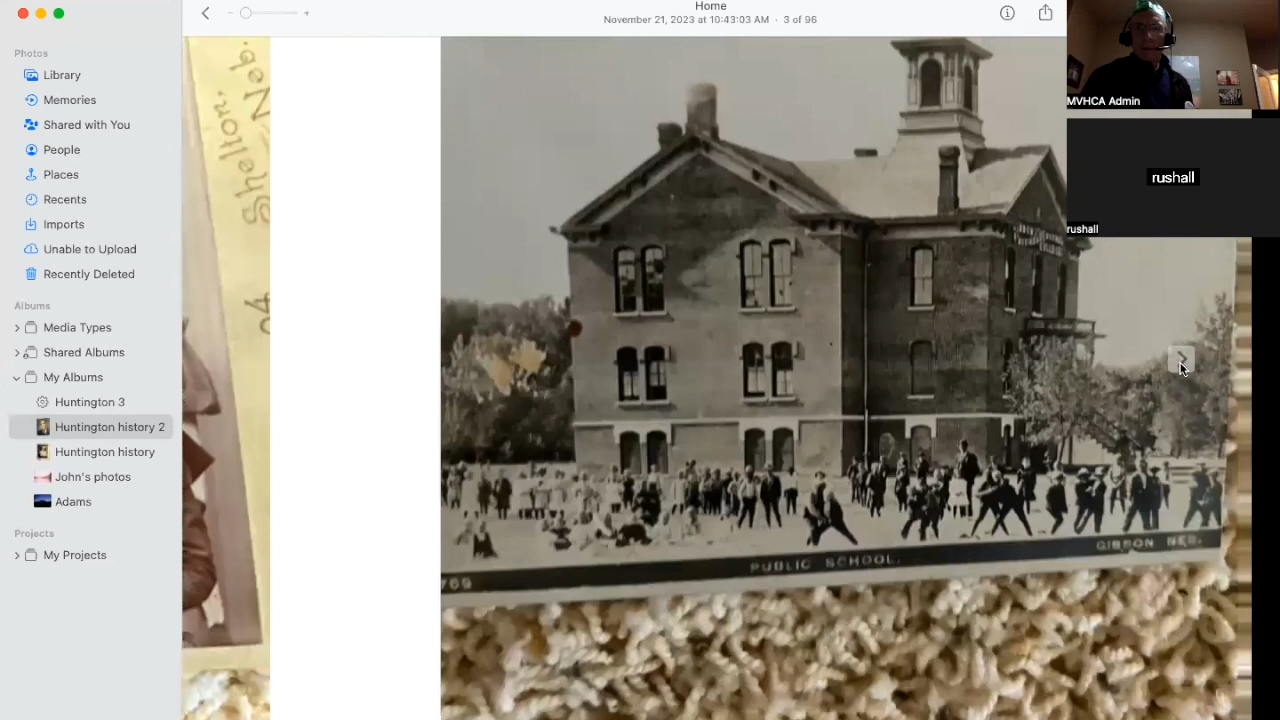 Home
November 21, 2023 at 10:43:03 AM · 3 of 96
Photos
Library
Memories
Shared with You
People
Places
Recents
Imports
Unable to Upload
Recently Deleted
Albums
Media Types
Shared Albums
My Albums
Huntington 3
Huntington history 2
Huntington history
John's photos
Adams
Projects
My Projects
Shelton,
Neb.
04
769
PUBLIC SCHOOL.
GIBBON NEB.
MVHCA Admin
rushall
rushall